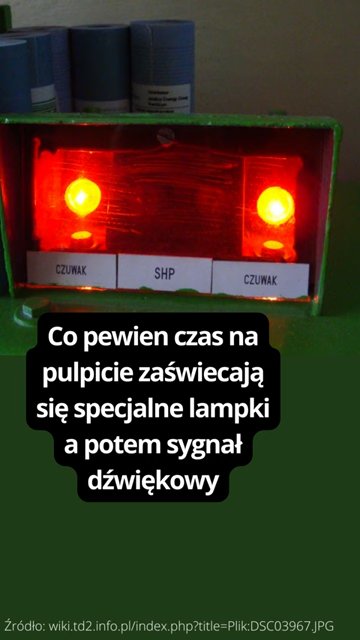 CZUWAK
SHP
CZUWAK
Co pewien czas na
pulpicie zaświecają
się specjalne lampki
a potem sygnał
dźwiękowy
Źródło: wiki.td2.info.pl/index.php?title=Plik:DSC03967.JPG